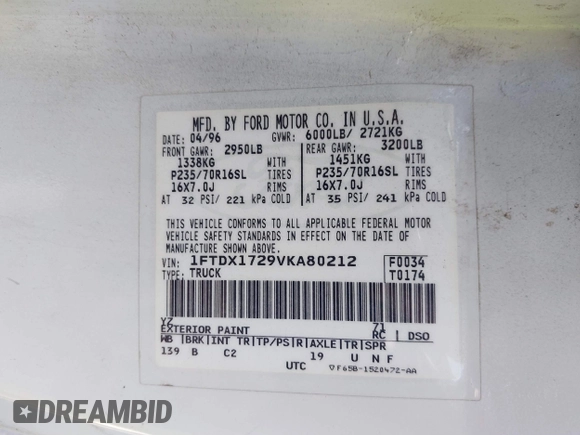 MFD. BY FORD MOTOR CO. IN U.S.A.
DATE: 04/96 GVWR: 6000LB/ 2721KG
FRONT GAWR: 2950LB REAR GAWR: 3200LB
1338KG WITH 1451KG WITH
P235/70R16SL TIRES P235/70R16SL TIRES
16X7.0J RIMS 16X7.0J RIMS
AT 32 PSI/ 221 kPa COLD AT 35 PSI/ 241 kPa COLD
THIS VEHICLE CONFORMS TO ALL APPLICABLE FEDERAL MOTOR
VEHICLE SAFETY STANDARDS IN EFFECT ON THE DATE OF
MANUFACTURE SHOWN ABOVE.
VIN: 1FTDX1729VKA80212 F0034
TYPE: TRUCK T0174
YZ 71
EXTERIOR PAINT RC DSO
WB BRK INT TR TP/PS R AXLE TR SPR
139 B C2 19 U N F
UTC ▽F65B-1520472-AA
DREAMBID